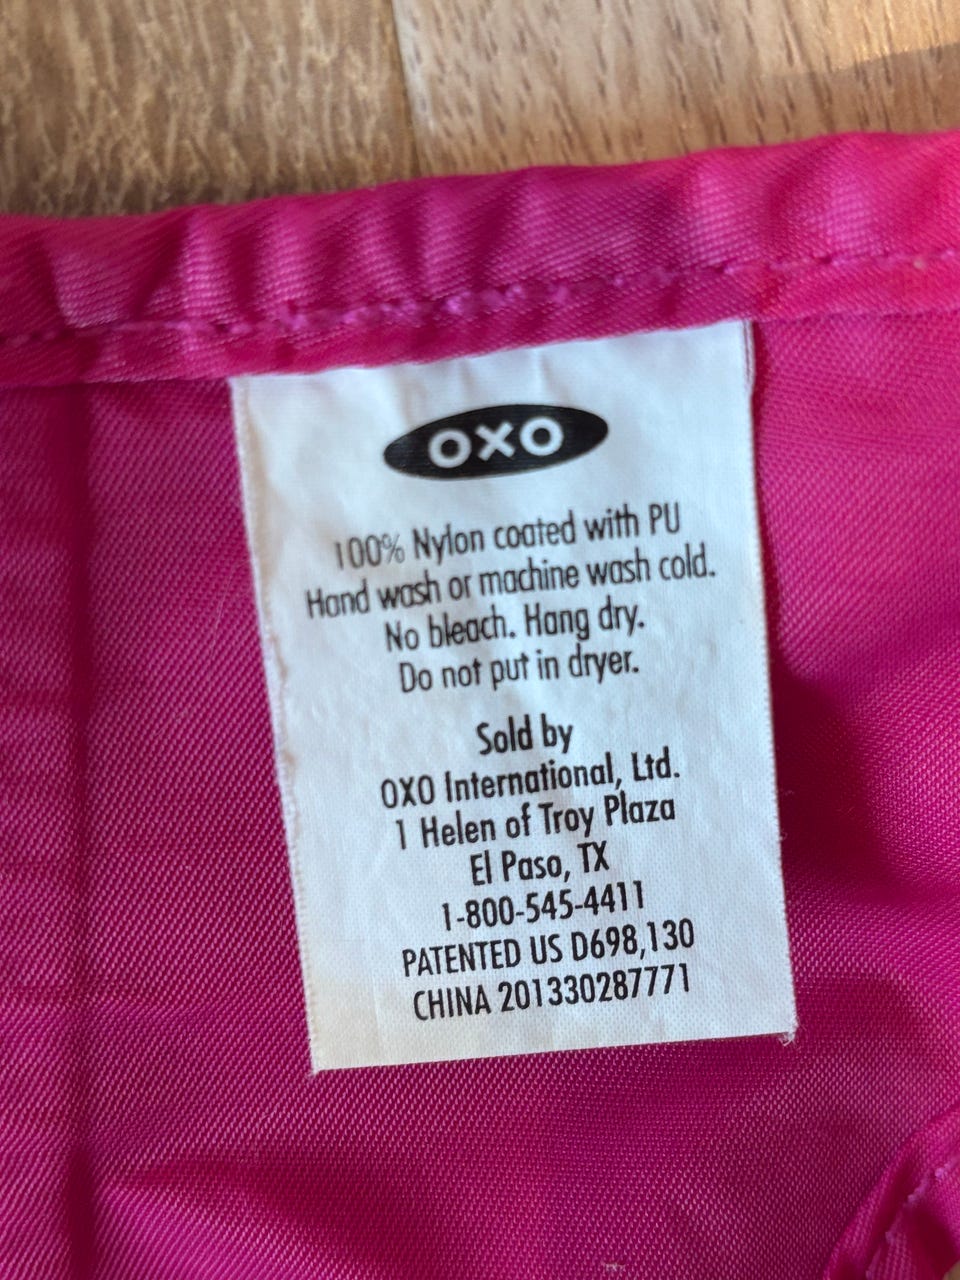 OXO
100% Nylon coated with PU
Hand wash or machine wash cold.
No bleach. Hang dry.
Do not put in dryer.
Sold by
OXO International, Ltd.
1 Helen of Troy Plaza
El Paso, TX
1-800-545-4411
PATENTED US D698,130
CHINA 201330287771